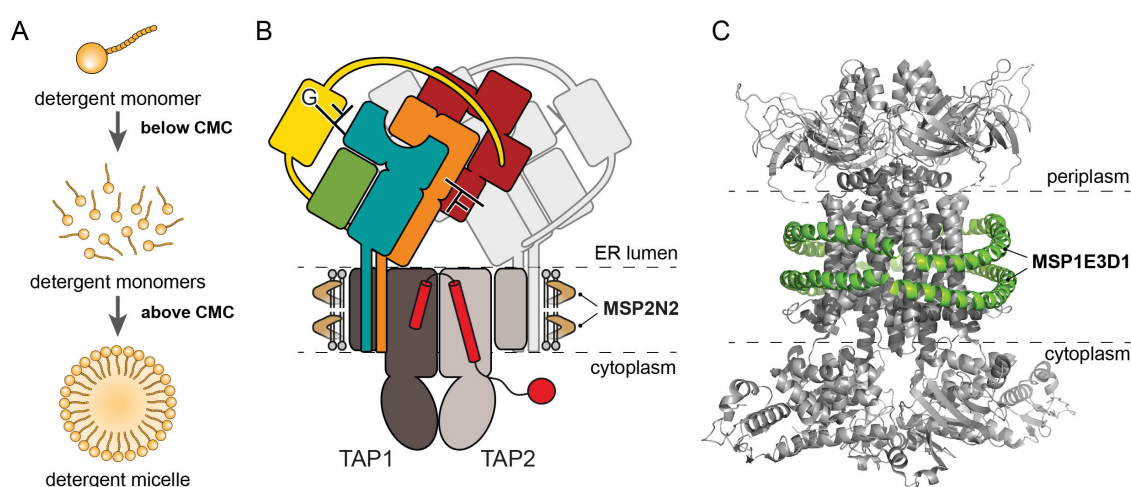 A
detergent monomer
below CMC
detergent monomers
above CMC
detergent micelle
B
G
ER lumen
MSP2N2
cytoplasm
TAP1
TAP2
C
periplasm
MSP1E3D1
cytoplasm